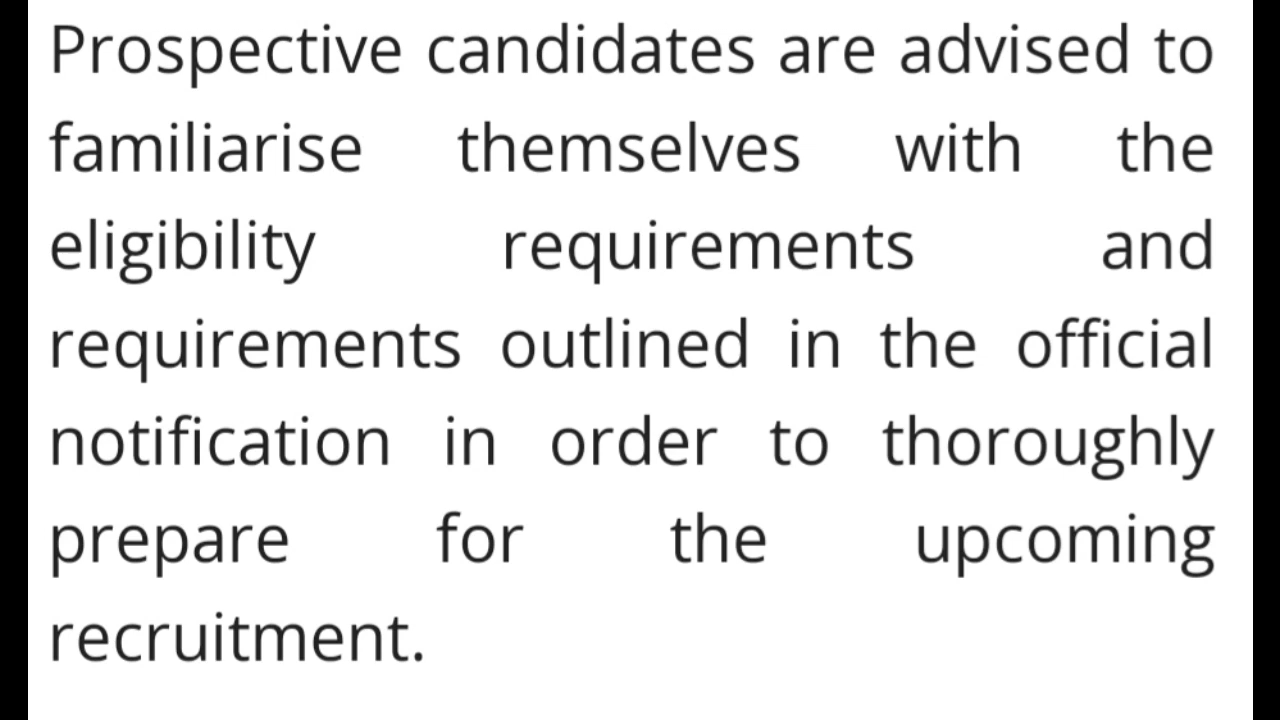 Prospective candidates are advised to
familiarise themselves with the
eligibility requirements and
requirements outlined in the official
notification in order to thoroughly
prepare for the upcoming
recruitment.